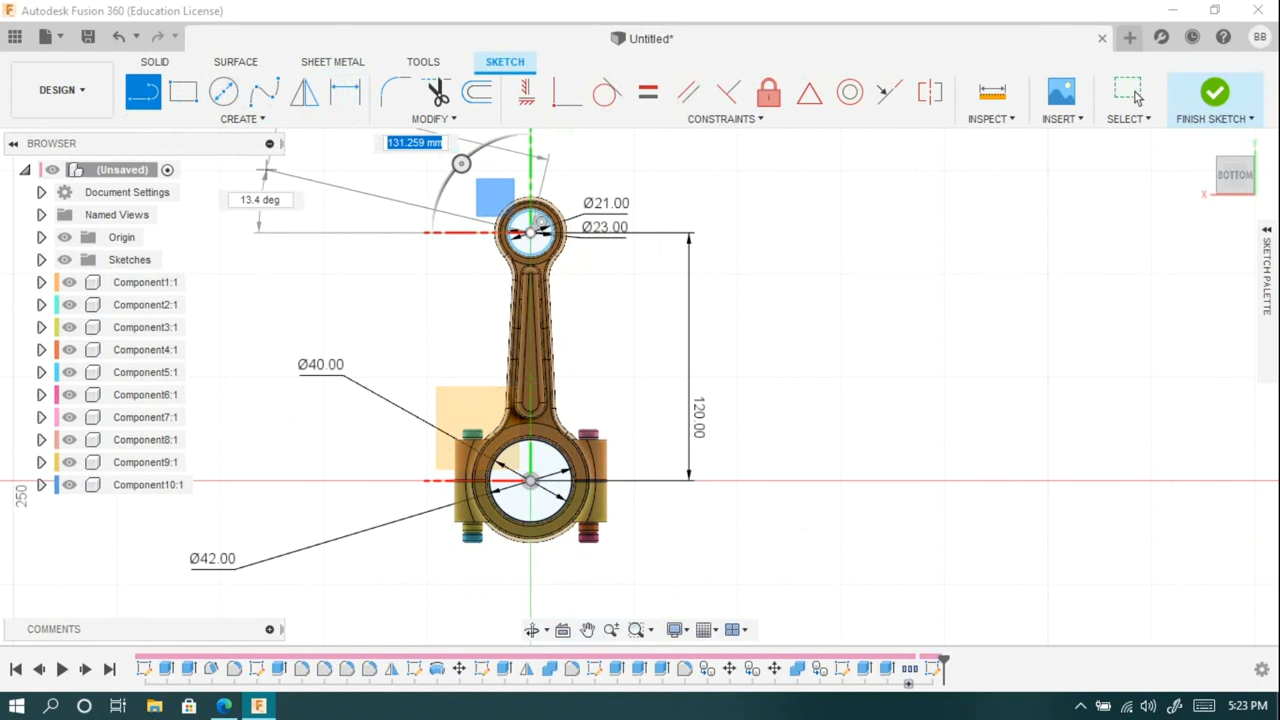 Autodesk Fusion 360 (Education License)
Untitled*
BB
DESIGN
SOLID SURFACE SHEET METAL TOOLS SKETCH
CREATE MODIFY CONSTRAINTS INSPECT INSERT SELECT FINISH SKETCH
BROWSER
(Unsaved)
Document Settings
Named Views
Origin
Sketches
Component1:1
Component2:1
Component3:1
Component4:1
Component5:1
Component6:1
Component7:1
Component8:1
Component9:1
Component10:1
131.259 mm
13.4 deg
Ø21.00
Ø23.00
Ø40.00
120.00
Ø42.00
250
BOTTOM
X
Y
SKETCH PALETTE
COMMENTS
5:23 PM